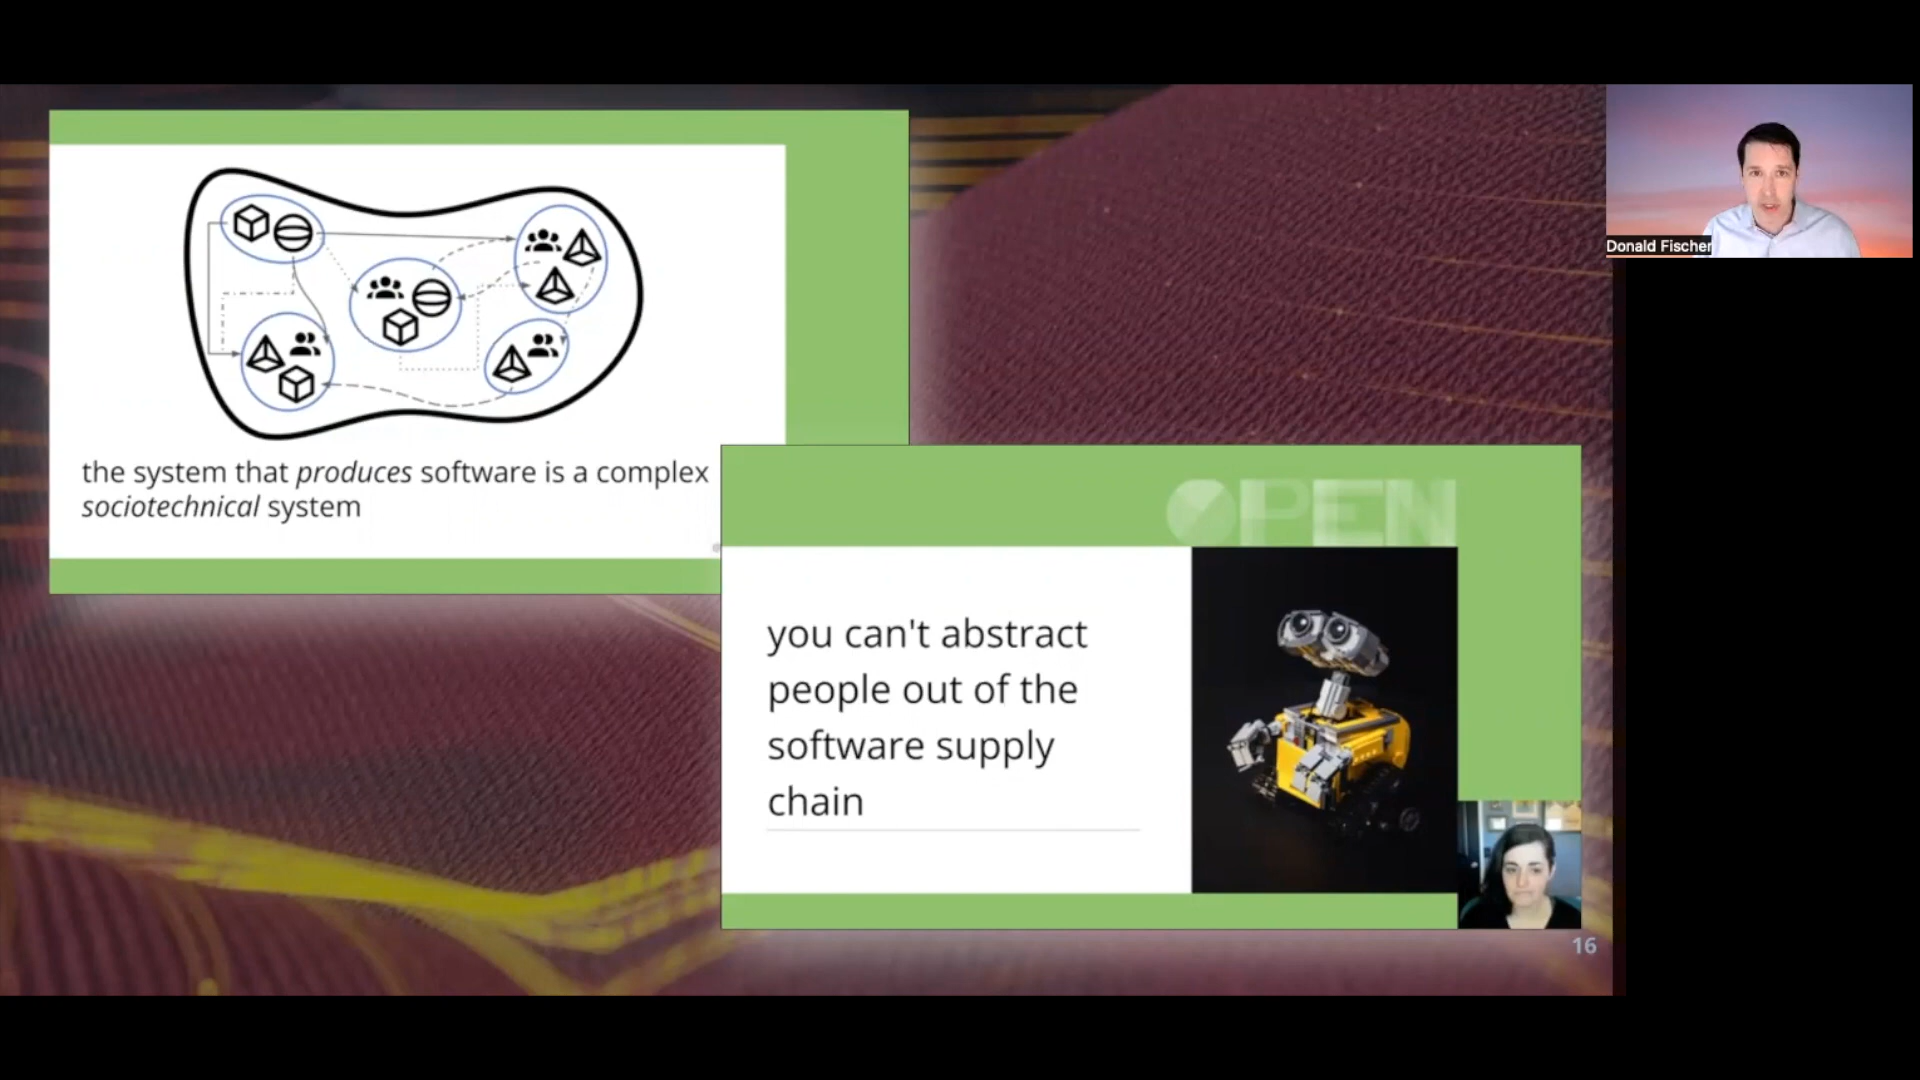 Donald Fischer
the system that produces software is a complex
sociotechnical system
OPEN
you can't abstract
people out of the
software supply
chain
16